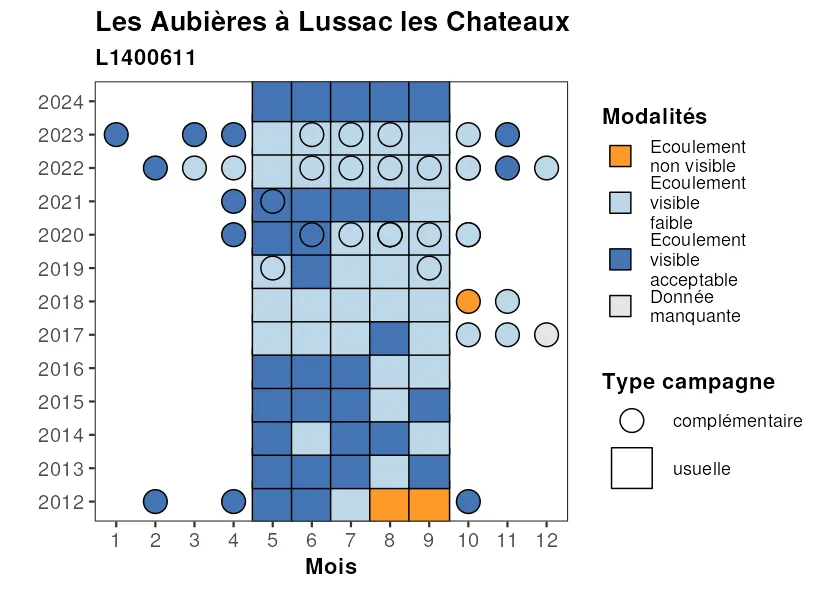 Les Aubières à Lussac les Chateaux
L1400611
2024
2023
2022
2021
2020
2019
2018
2017
2016
2015
2014
2013
2012
1 2 3 4 5 6 7 8 9 10 11 12
Mois
Modalités
Ecoulement
non visible
Ecoulement
visible
faible
Ecoulement
visible
acceptable
Donnée
manquante
Type campagne
complémentaire
usuelle